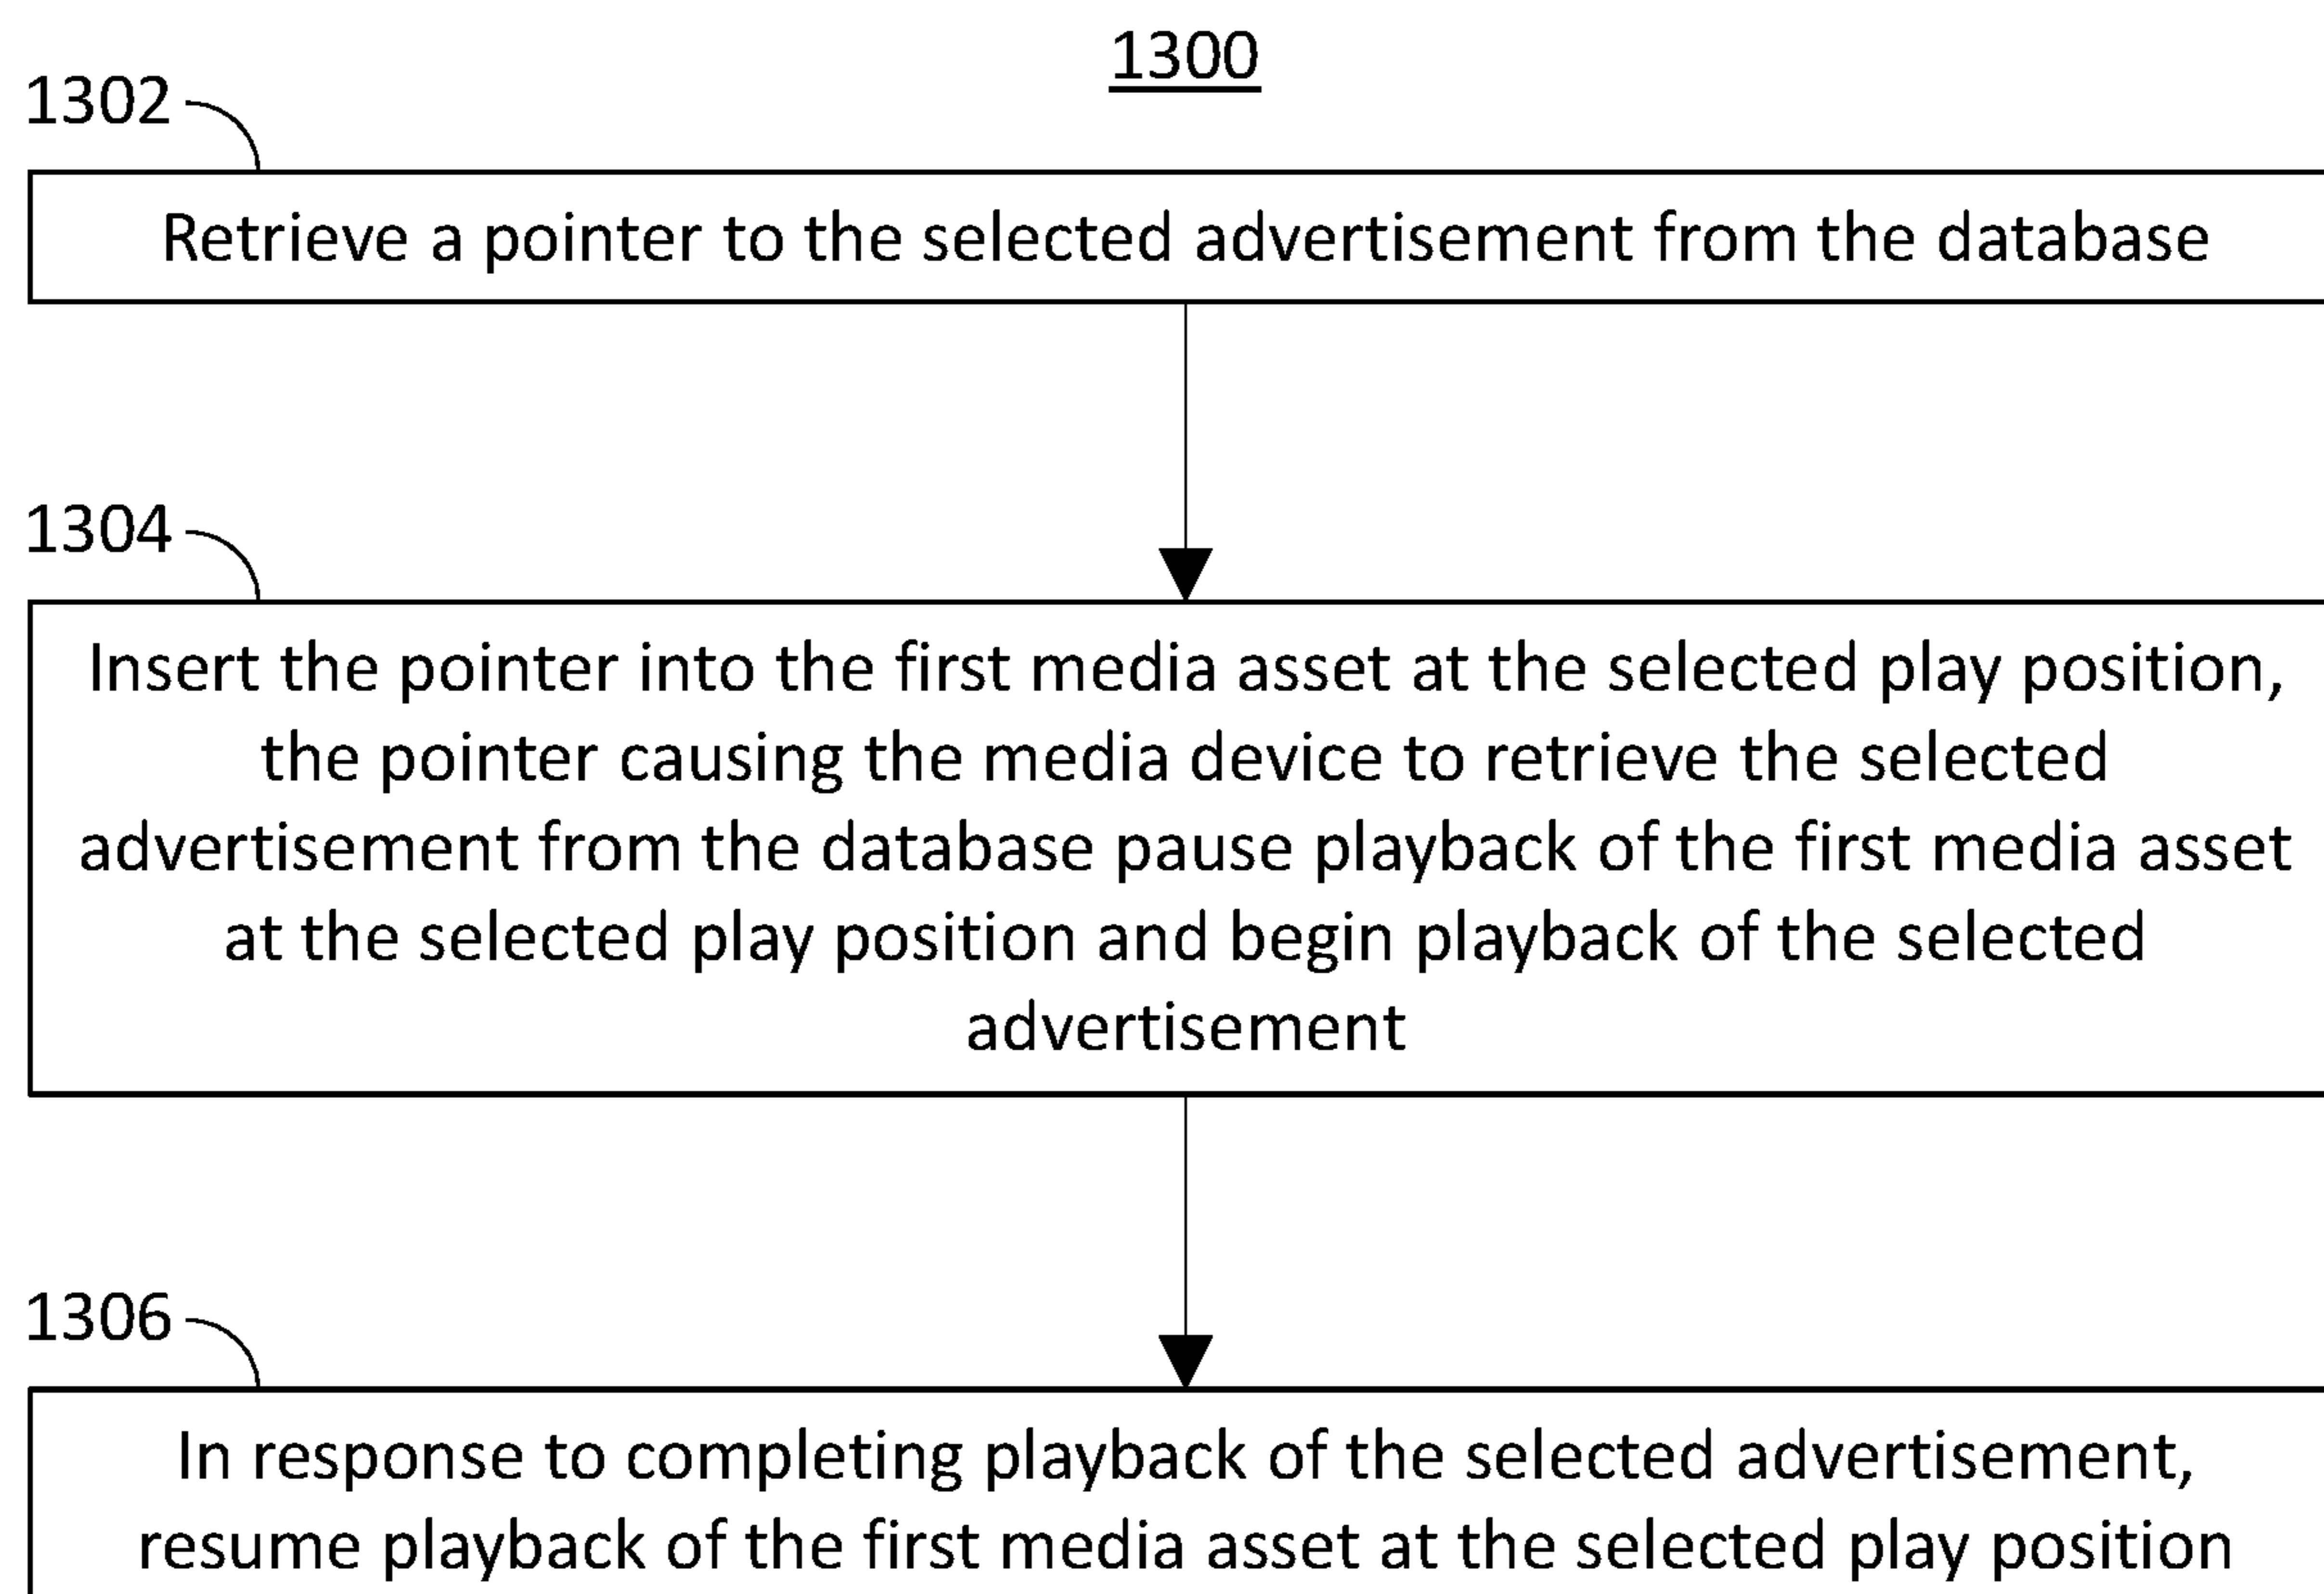 1300
1302
Retrieve a pointer to the selected advertisement from the database
1304
Insert the pointer into the first media asset at the selected play position,
the pointer causing the media device to retrieve the selected
advertisement from the database pause playback of the first media asset
at the selected play position and begin playback of the selected
advertisement
1306
In response to completing playback of the selected advertisement,
resume playback of the first media asset at the selected play position